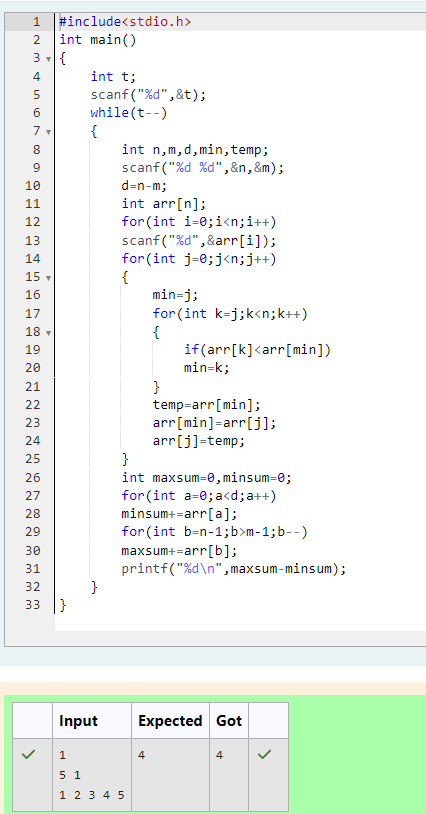 1 #include<stdio.h>
2 int main()
3 {
4     int t;
5     scanf("%d",&t);
6     while(t--)
7     {
8         int n,m,d,min,temp;
9         scanf("%d %d",&n,&m);
10         d=n-m;
11         int arr[n];
12         for(int i=0;i<n;i++)
13         scanf("%d",&arr[i]);
14         for(int j=0;j<n;j++)
15         {
16             min=j;
17             for(int k=j;k<n;k++)
18             {
19                 if(arr[k]<arr[min])
20                 min=k;
21             }
22             temp=arr[min];
23             arr[min]=arr[j];
24             arr[j]=temp;
25         }
26         int maxsum=0,minsum=0;
27         for(int a=0;a<d;a++)
28         minsum+=arr[a];
29         for(int b=n-1;b>m-1;b--)
30         maxsum+=arr[b];
31         printf("%d\n",maxsum-minsum);
32     }
33 }
Input Expected Got
1 4 4
5 1
1 2 3 4 5